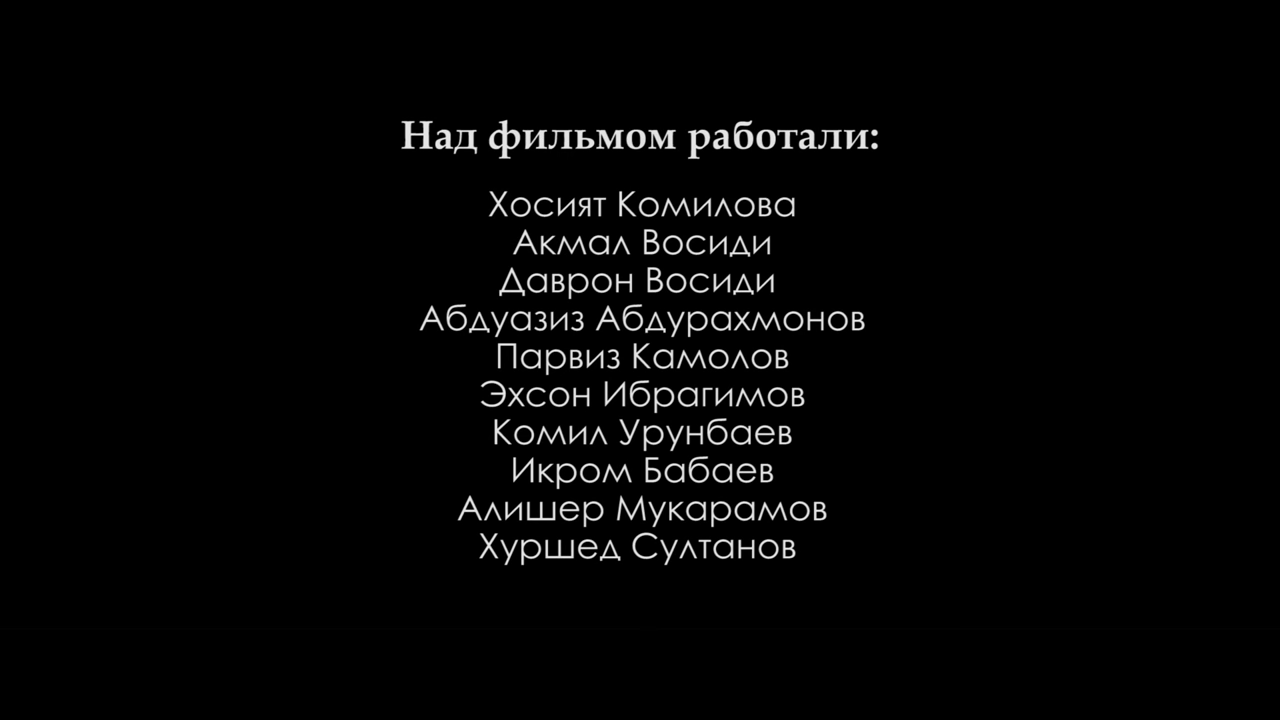 Над фильмом работали:
Хосият Комилова
Акмал Восиди
Даврон Восиди
Абдуазиз Абдурахмонов
Парвиз Камолов
Эхсон Ибрагимов
Комил Урунбаев
Икром Бабаев
Алишер Мукарамов
Хуршед Султанов